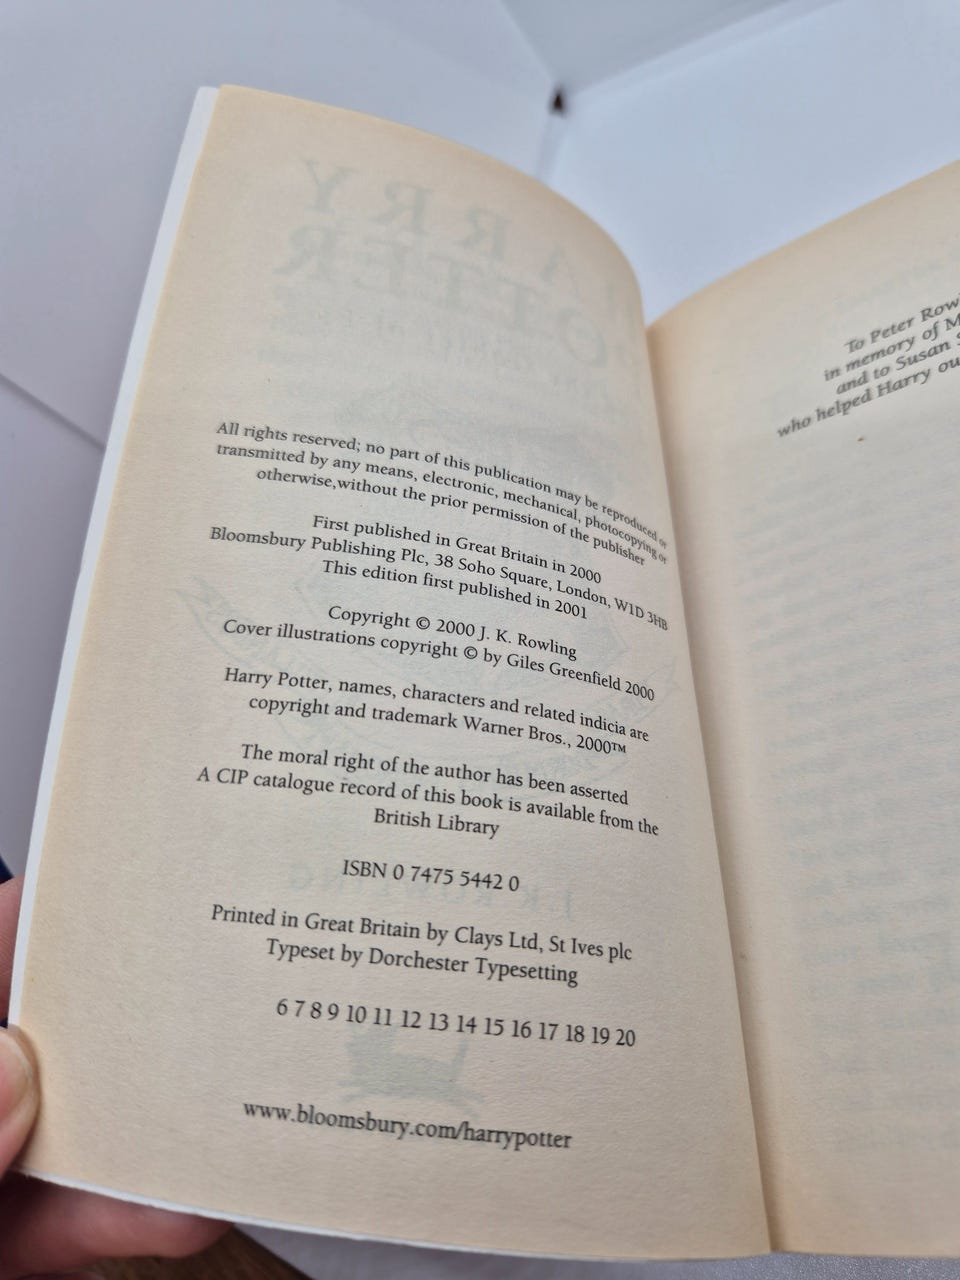 All rights reserved; no part of this publication may be reproduced or
transmitted by any means, electronic, mechanical, photocopying or
otherwise,without the prior permission of the publisher
First published in Great Britain in 2000
Bloomsbury Publishing Plc, 38 Soho Square, London, W1D 3HB
This edition first published in 2001
Copyright © 2000 J. K. Rowling
Cover illustrations copyright © by Giles Greenfield 2000
Harry Potter, names, characters and related indicia are
copyright and trademark Warner Bros., 2000™
The moral right of the author has been asserted
A CIP catalogue record of this book is available from the
British Library
ISBN 0 7475 5442 0
Printed in Great Britain by Clays Ltd, St Ives plc
Typeset by Dorchester Typesetting
6 7 8 9 10 11 12 13 14 15 16 17 18 19 20
www.bloomsbury.com/harrypotter
To Peter
in memory of
and to Susan
who helped Harry